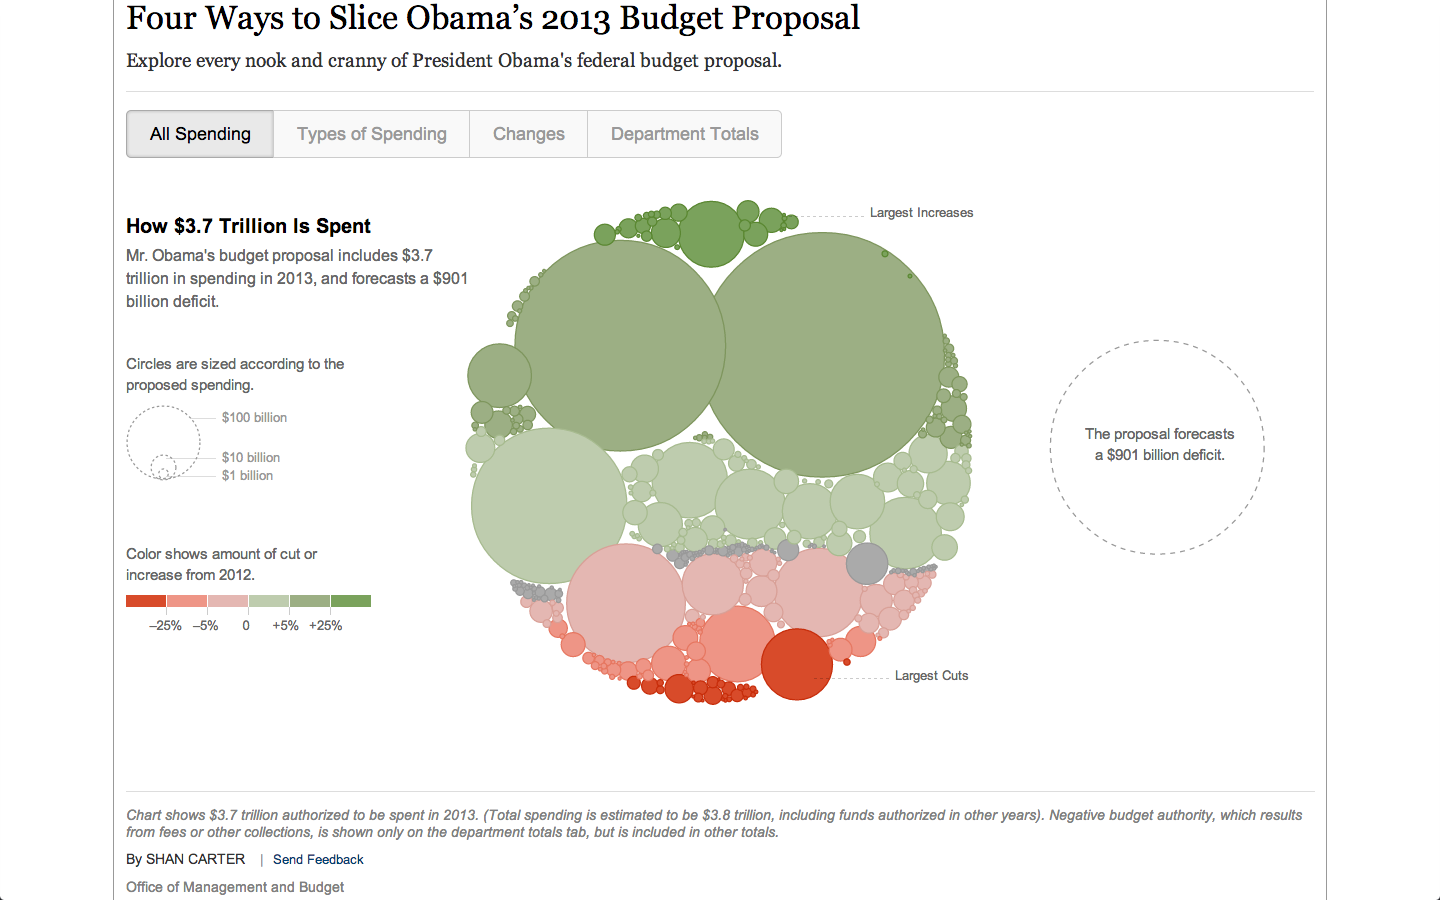 Four Ways to Slice Obama’s 2013 Budget Proposal
Explore every nook and cranny of President Obama's federal budget proposal.
All Spending
Types of Spending
Changes
Department Totals
How $3.7 Trillion Is Spent
Mr. Obama's budget proposal includes $3.7
trillion in spending in 2013, and forecasts a $901
billion deficit.
Circles are sized according to the
proposed spending.
$100 billion
$10 billion
$1 billion
Color shows amount of cut or
increase from 2012.
–25% –5% 0 +5% +25%
Largest Increases
The proposal forecasts
a $901 billion deficit.
Largest Cuts
Chart shows $3.7 trillion authorized to be spent in 2013. (Total spending is estimated to be $3.8 trillion, including funds authorized in other years). Negative budget authority, which results
from fees or other collections, is shown only on the department totals tab, but is included in other totals.
By SHAN CARTER | Send Feedback
Office of Management and Budget